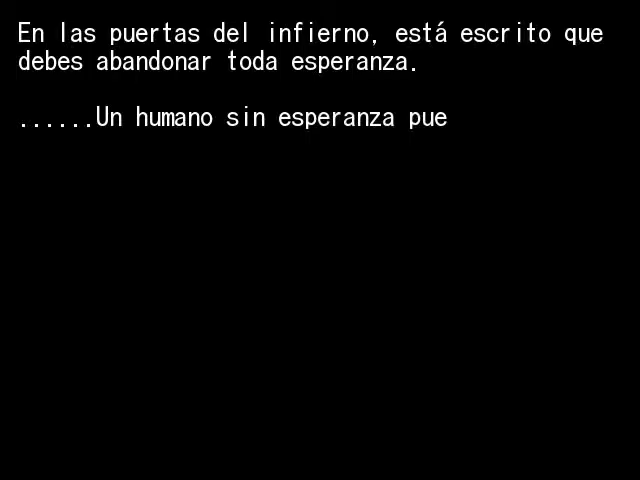 En las puertas del infierno, está escrito que
debes abandonar toda esperanza.
......Un humano sin esperanza pue